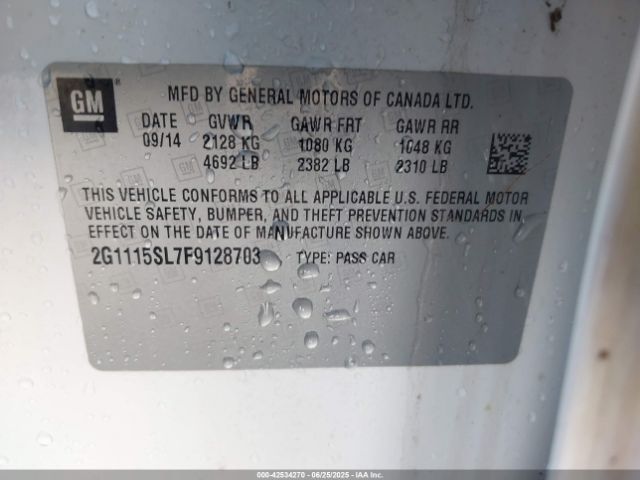 GM ®
MFD BY GENERAL MOTORS OF CANADA LTD.
DATE GVWR GAWR FRT GAWR RR
09/14 2128 KG 1080 KG 1048 KG
4692 LB 2382 LB 2310 LB
THIS VEHICLE CONFORMS TO ALL APPLICABLE U.S. FEDERAL MOTOR
VEHICLE SAFETY, BUMPER, AND THEFT PREVENTION STANDARDS IN
EFFECT ON THE DATE OF MANUFACTURE SHOWN ABOVE.
2G1115SL7F9128703 TYPE: PASS CAR
000-42534270 - 06/25/2025 - IAAI.COM